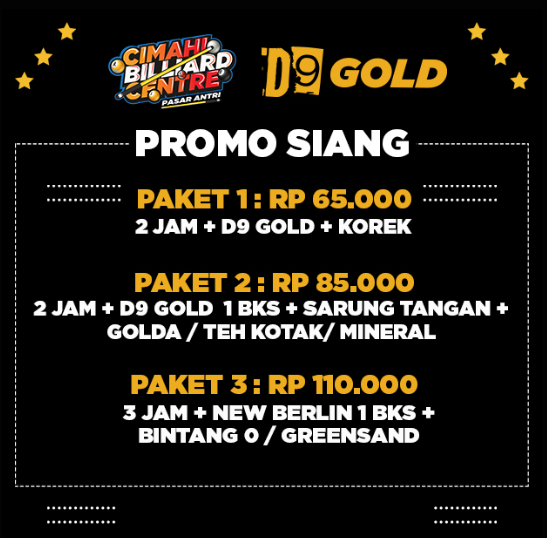 CIMAHI
BILLIARD
CENTRE
PASAR ANTRI
D9 GOLD
PROMO SIANG
PAKET 1 : RP 65.000
2 JAM + D9 GOLD + KOREK
PAKET 2 : RP 85.000
2 JAM + D9 GOLD 1 BKS + SARUNG TANGAN +
GOLDA / TEH KOTAK/ MINERAL
PAKET 3 : RP 110.000
3 JAM + NEW BERLIN 1 BKS +
BINTANG 0 / GREENSAND